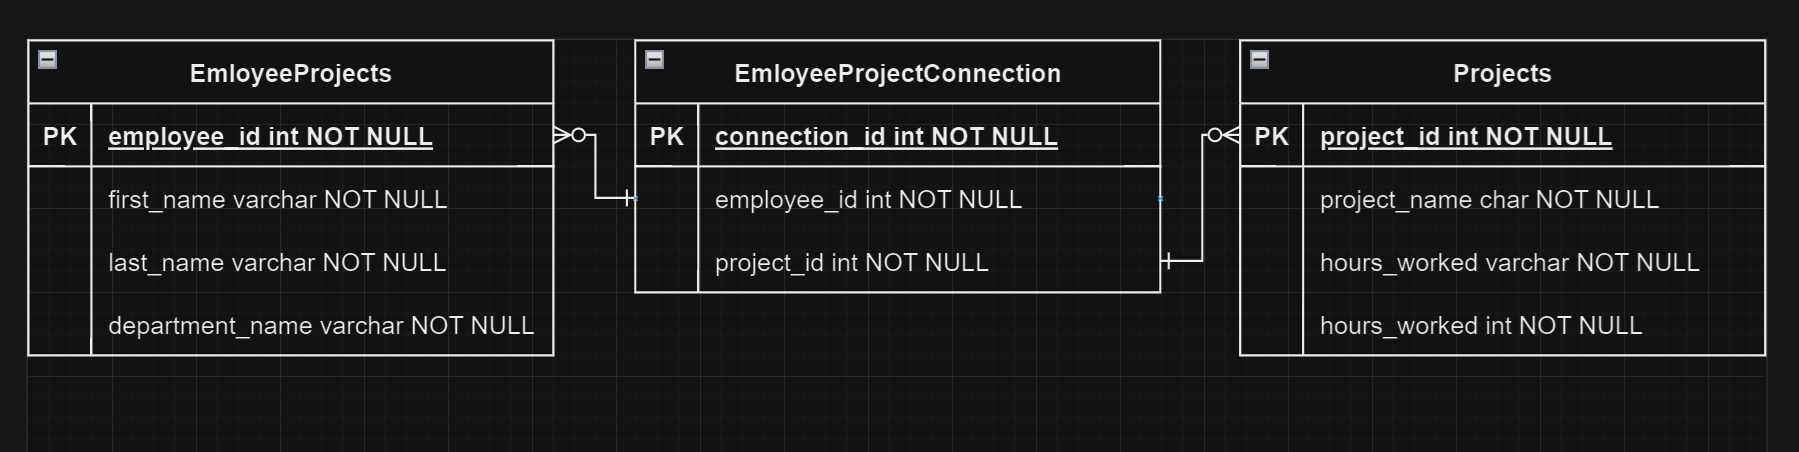 EmloyeeProjects
PK employee_id int NOT NULL
first_name varchar NOT NULL
last_name varchar NOT NULL
department_name varchar NOT NULL
EmloyeeProjectConnection
PK connection_id int NOT NULL
employee_id int NOT NULL
project_id int NOT NULL
Projects
PK project_id int NOT NULL
project_name char NOT NULL
hours_worked varchar NOT NULL
hours_worked int NOT NULL